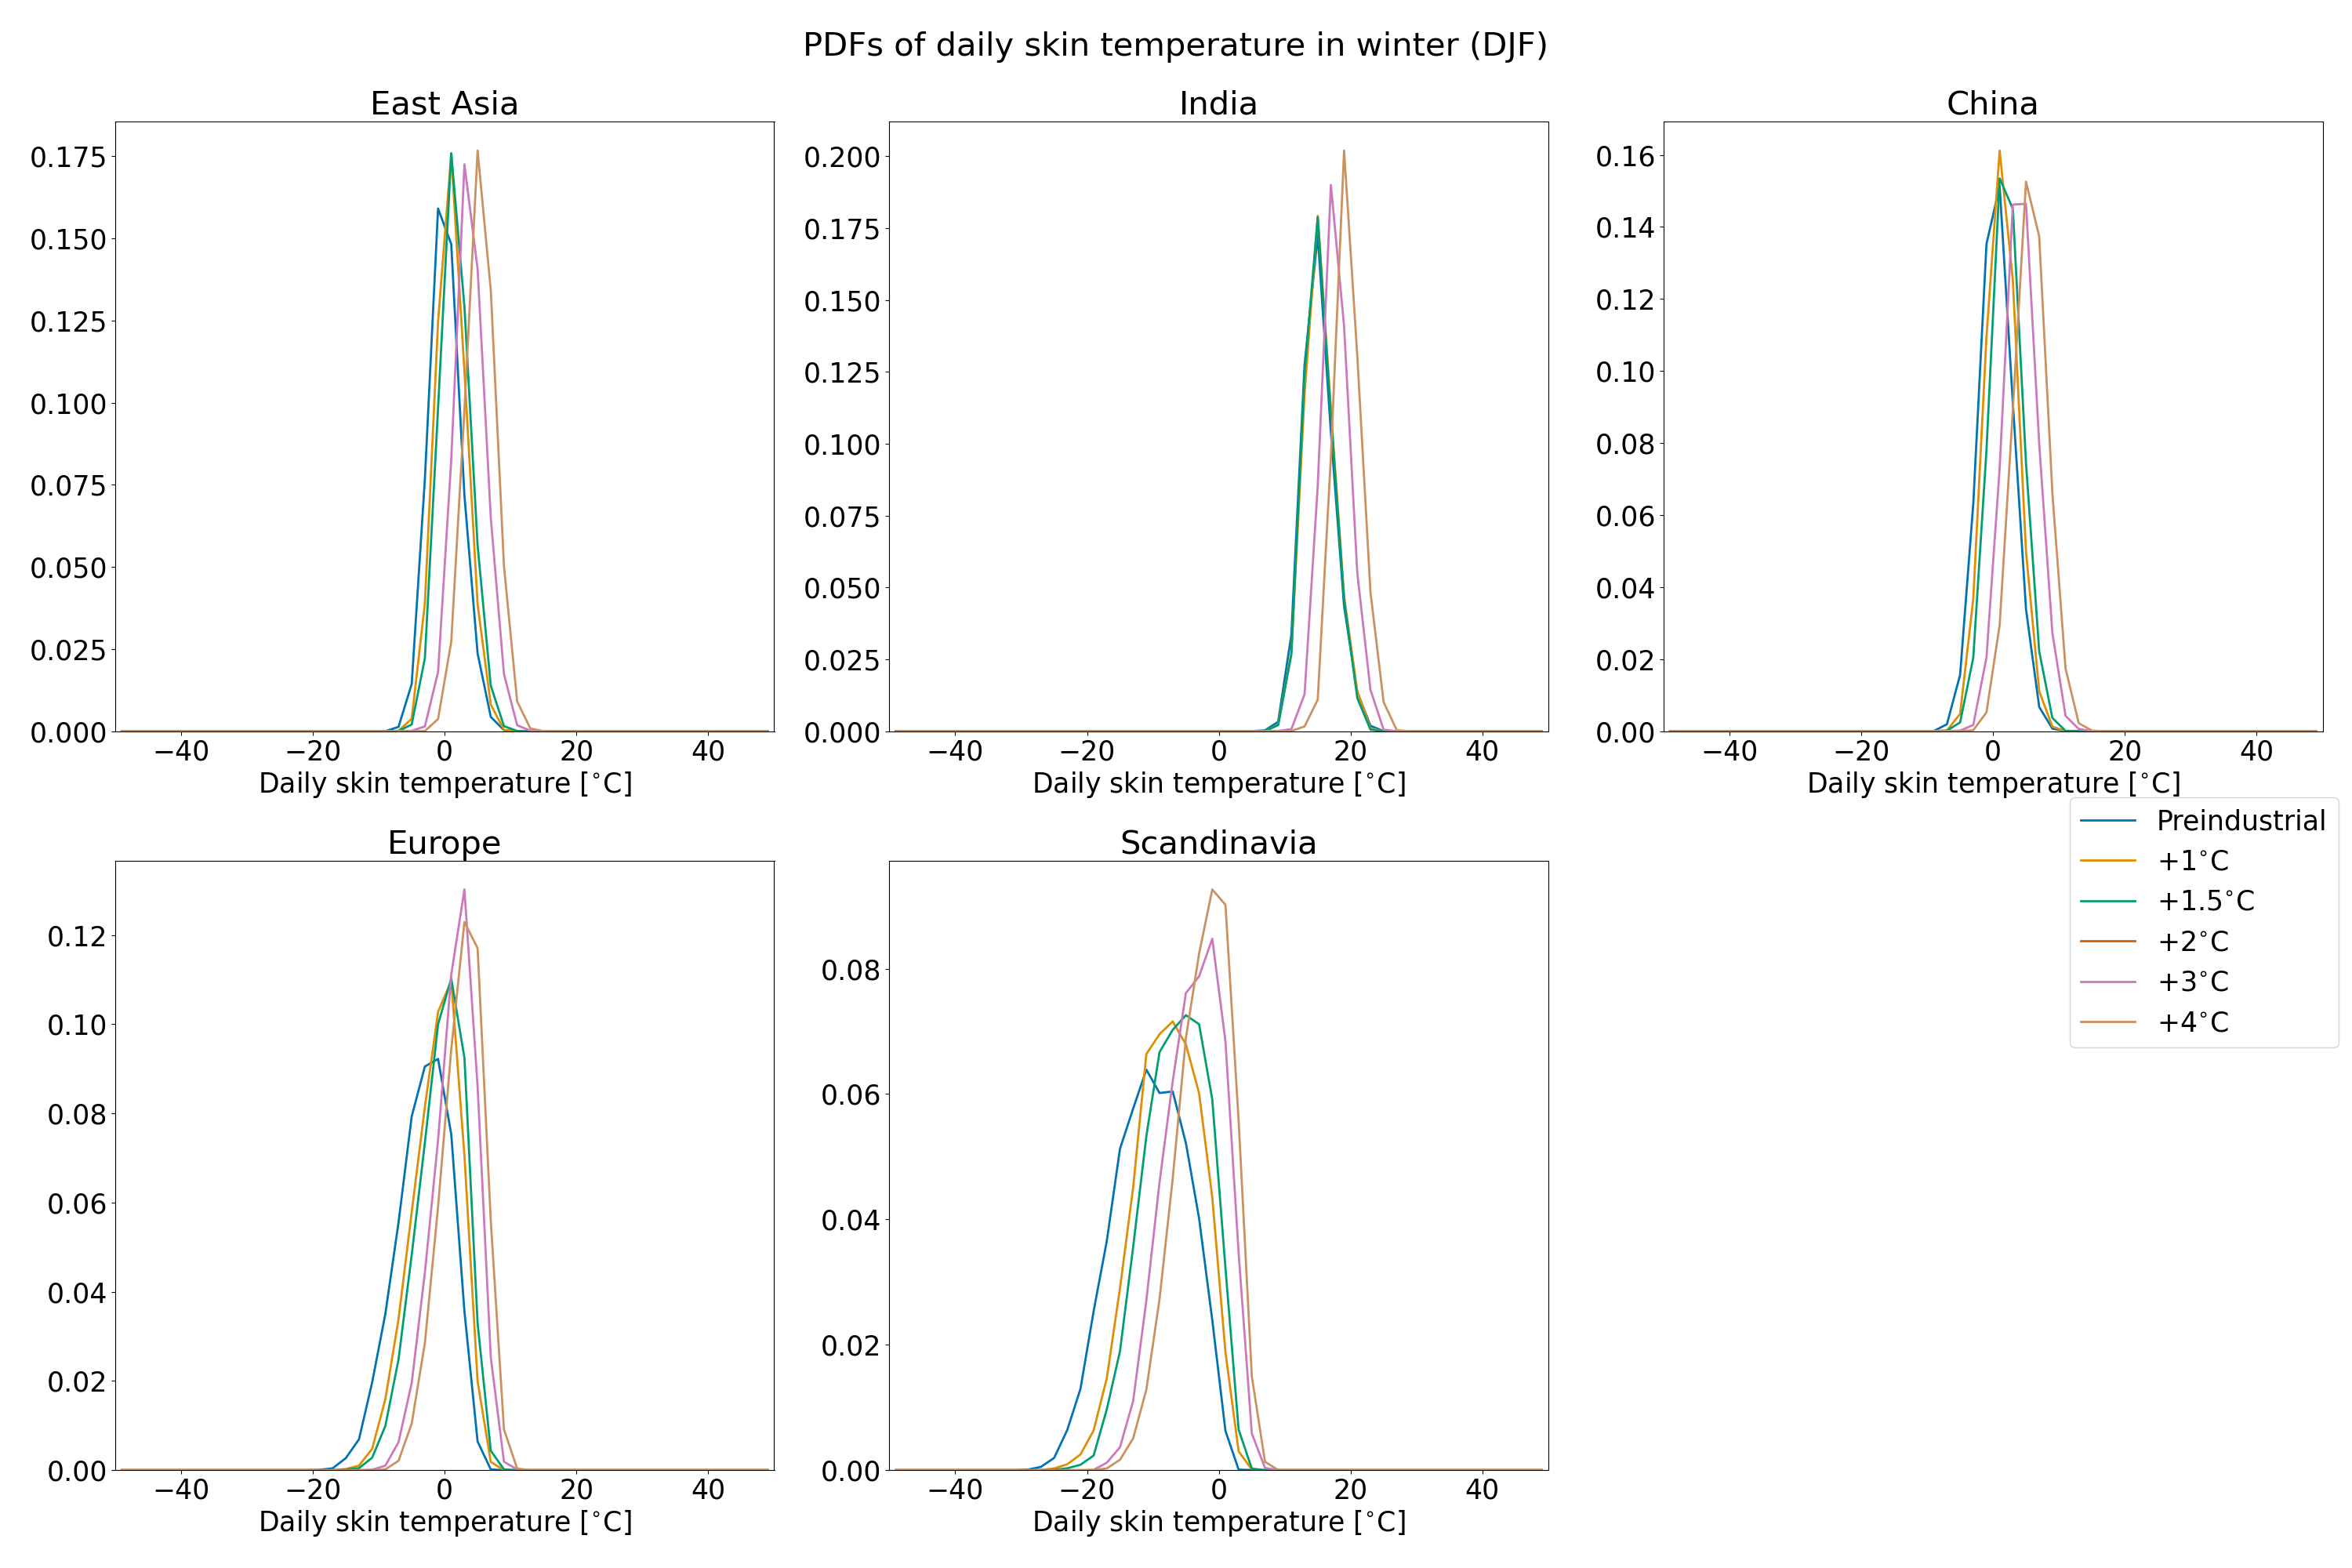 PDFs of daily skin temperature in winter (DJF)
East Asia
0.175
0.150
0.125
0.100
0.075
0.050
0.025
0.000
−40 −20 0 20 40
Daily skin temperature [°C]
India
0.200
0.175
0.150
0.125
0.100
0.075
0.050
0.025
0.000
−40 −20 0 20 40
Daily skin temperature [°C]
China
0.16
0.14
0.12
0.10
0.08
0.06
0.04
0.02
0.00
−40 −20 0 20 40
Daily skin temperature [°C]
Europe
0.12
0.10
0.08
0.06
0.04
0.02
0.00
−40 −20 0 20 40
Daily skin temperature [°C]
Scandinavia
0.08
0.06
0.04
0.02
0.00
−40 −20 0 20 40
Daily skin temperature [°C]
Preindustrial
+1°C
+1.5°C
+2°C
+3°C
+4°C